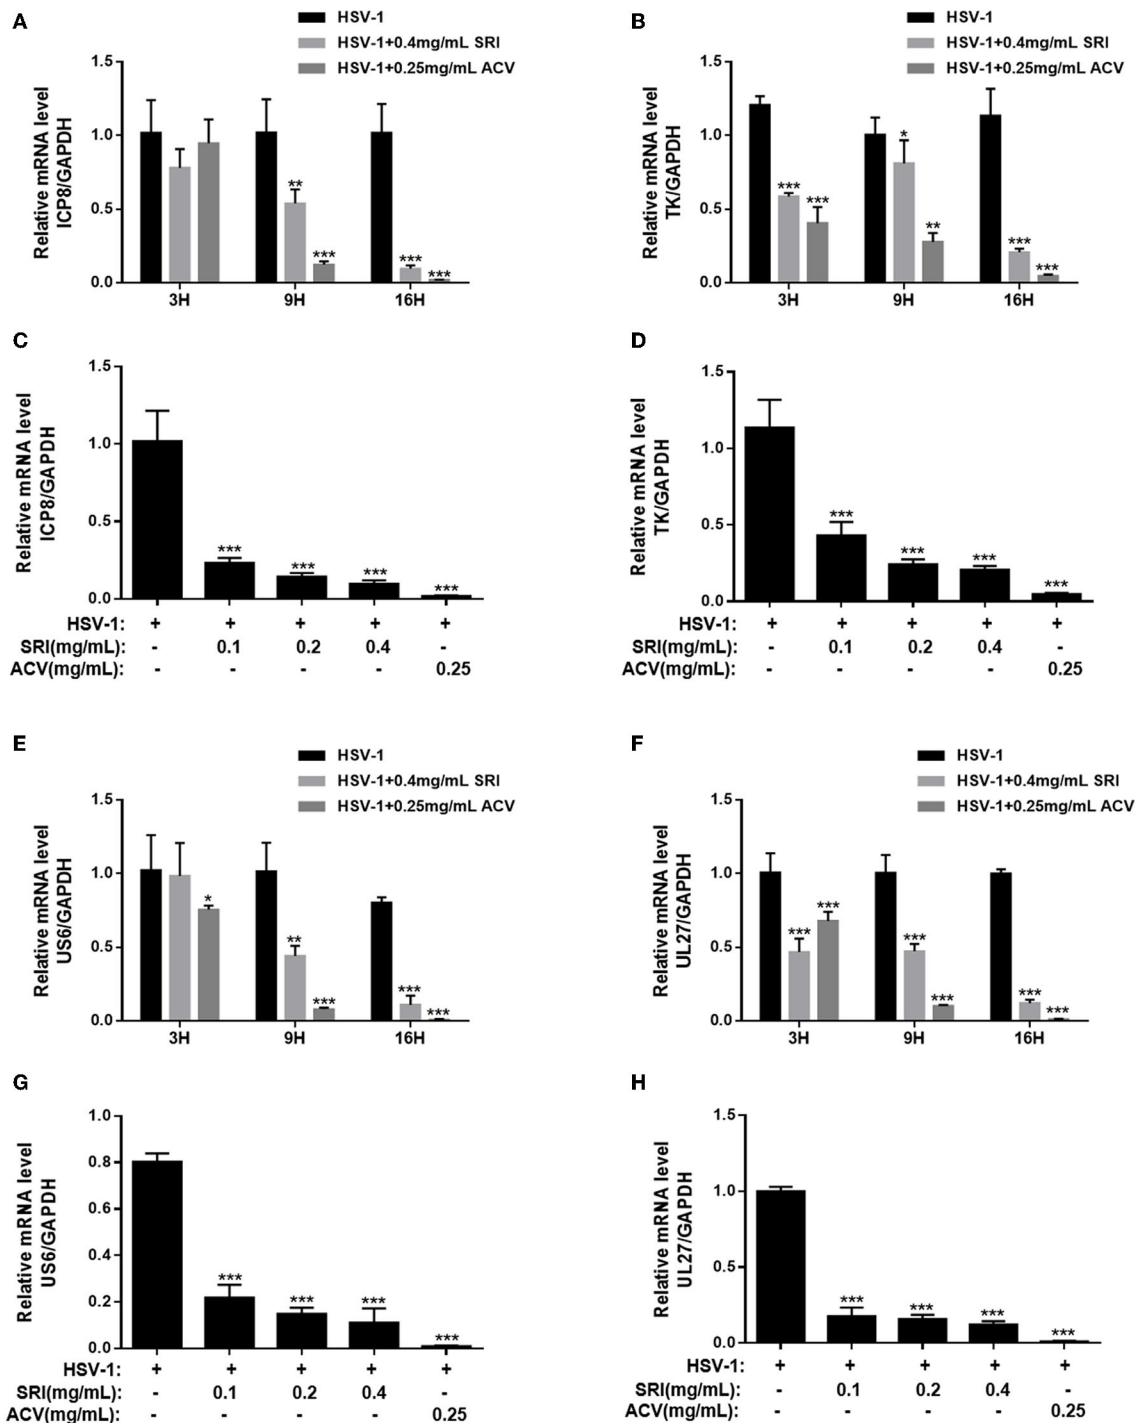 A
HSV-1
HSV-1+0.4mg/mL SRI
HSV-1+0.25mg/mL ACV
Relative mRNA level
ICP8/GAPDH
1.5
1.0
0.5
0.0
**
***
***
***
3H
9H
16H
B
HSV-1
HSV-1+0.4mg/mL SRI
HSV-1+0.25mg/mL ACV
Relative mRNA level
TK/GAPDH
1.5
1.0
0.5
0.0
***
***
*
**
***
***
3H
9H
16H
C
Relative mRNA level
ICP8/GAPDH
1.5
1.0
0.5
0.0
***
***
***
***
HSV-1: + + + + +
SRI(mg/mL): - 0.1 0.2 0.4 -
ACV(mg/mL): - - - - 0.25
D
Relative mRNA level
TK/GAPDH
1.5
1.0
0.5
0.0
***
***
***
***
HSV-1: + + + + +
SRI(mg/mL): - 0.1 0.2 0.4 -
ACV(mg/mL): - - - - 0.25
E
HSV-1
HSV-1+0.4mg/mL SRI
HSV-1+0.25mg/mL ACV
Relative mRNA level
US6/GAPDH
1.5
1.0
0.5
0.0
*
**
***
***
***
3H
9H
16H
F
HSV-1
HSV-1+0.4mg/mL SRI
HSV-1+0.25mg/mL ACV
Relative mRNA level
UL27/GAPDH
1.5
1.0
0.5
0.0
***
***
***
***
***
***
3H
9H
16H
G
Relative mRNA level
US6/GAPDH
1.0
0.8
0.6
0.4
0.2
0.0
***
***
***
***
HSV-1: + + + + +
SRI(mg/mL): - 0.1 0.2 0.4 -
ACV(mg/mL): - - - - 0.25
H
Relative mRNA level
UL27/GAPDH
1.5
1.0
0.5
0.0
***
***
***
***
HSV-1: + + + + +
SRI(mg/mL): - 0.1 0.2 0.4 -
ACV(mg/mL): - - - - 0.25